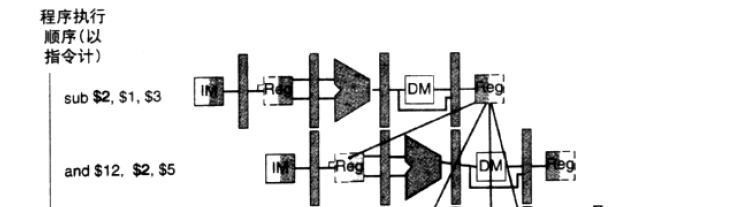 程序执行
顺序(以
指令计)
sub $2, $1, $3
IM
Reg
DM
Reg
and $12, $2, $5
IM
Reg
DM
Reg